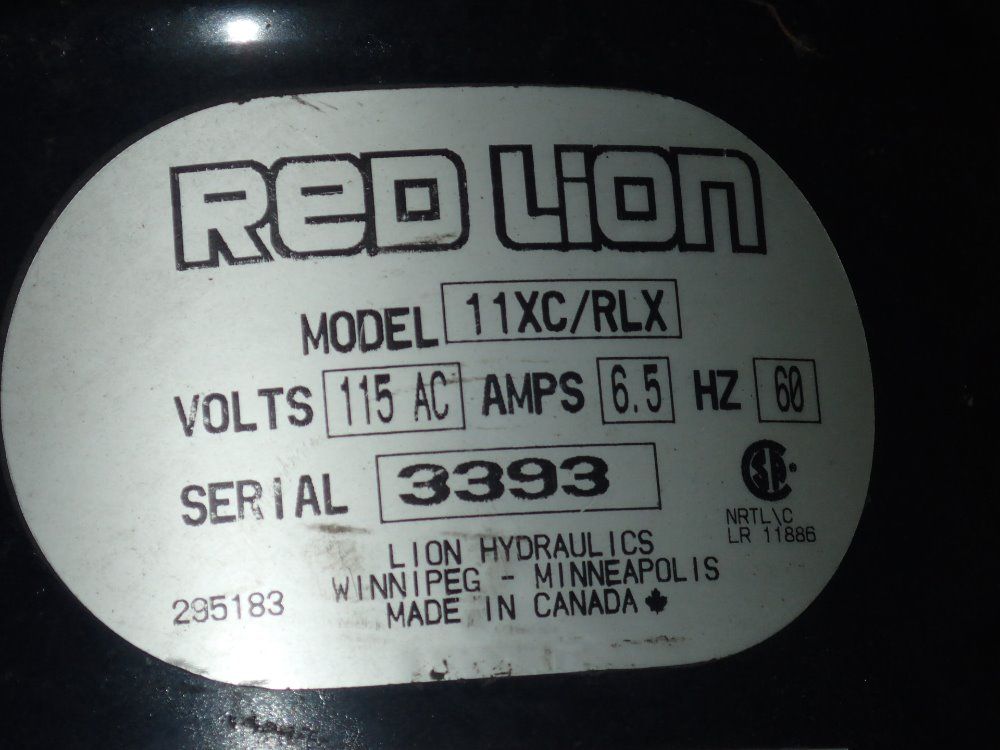 RED LION
MODEL 11XC/RLX
VOLTS 115 AC AMPS 6.5 HZ 60
SERIAL 3393
NRTL\C
LR 11886
LION HYDRAULICS
WINNIPEG - MINNEAPOLIS
295183 MADE IN CANADA